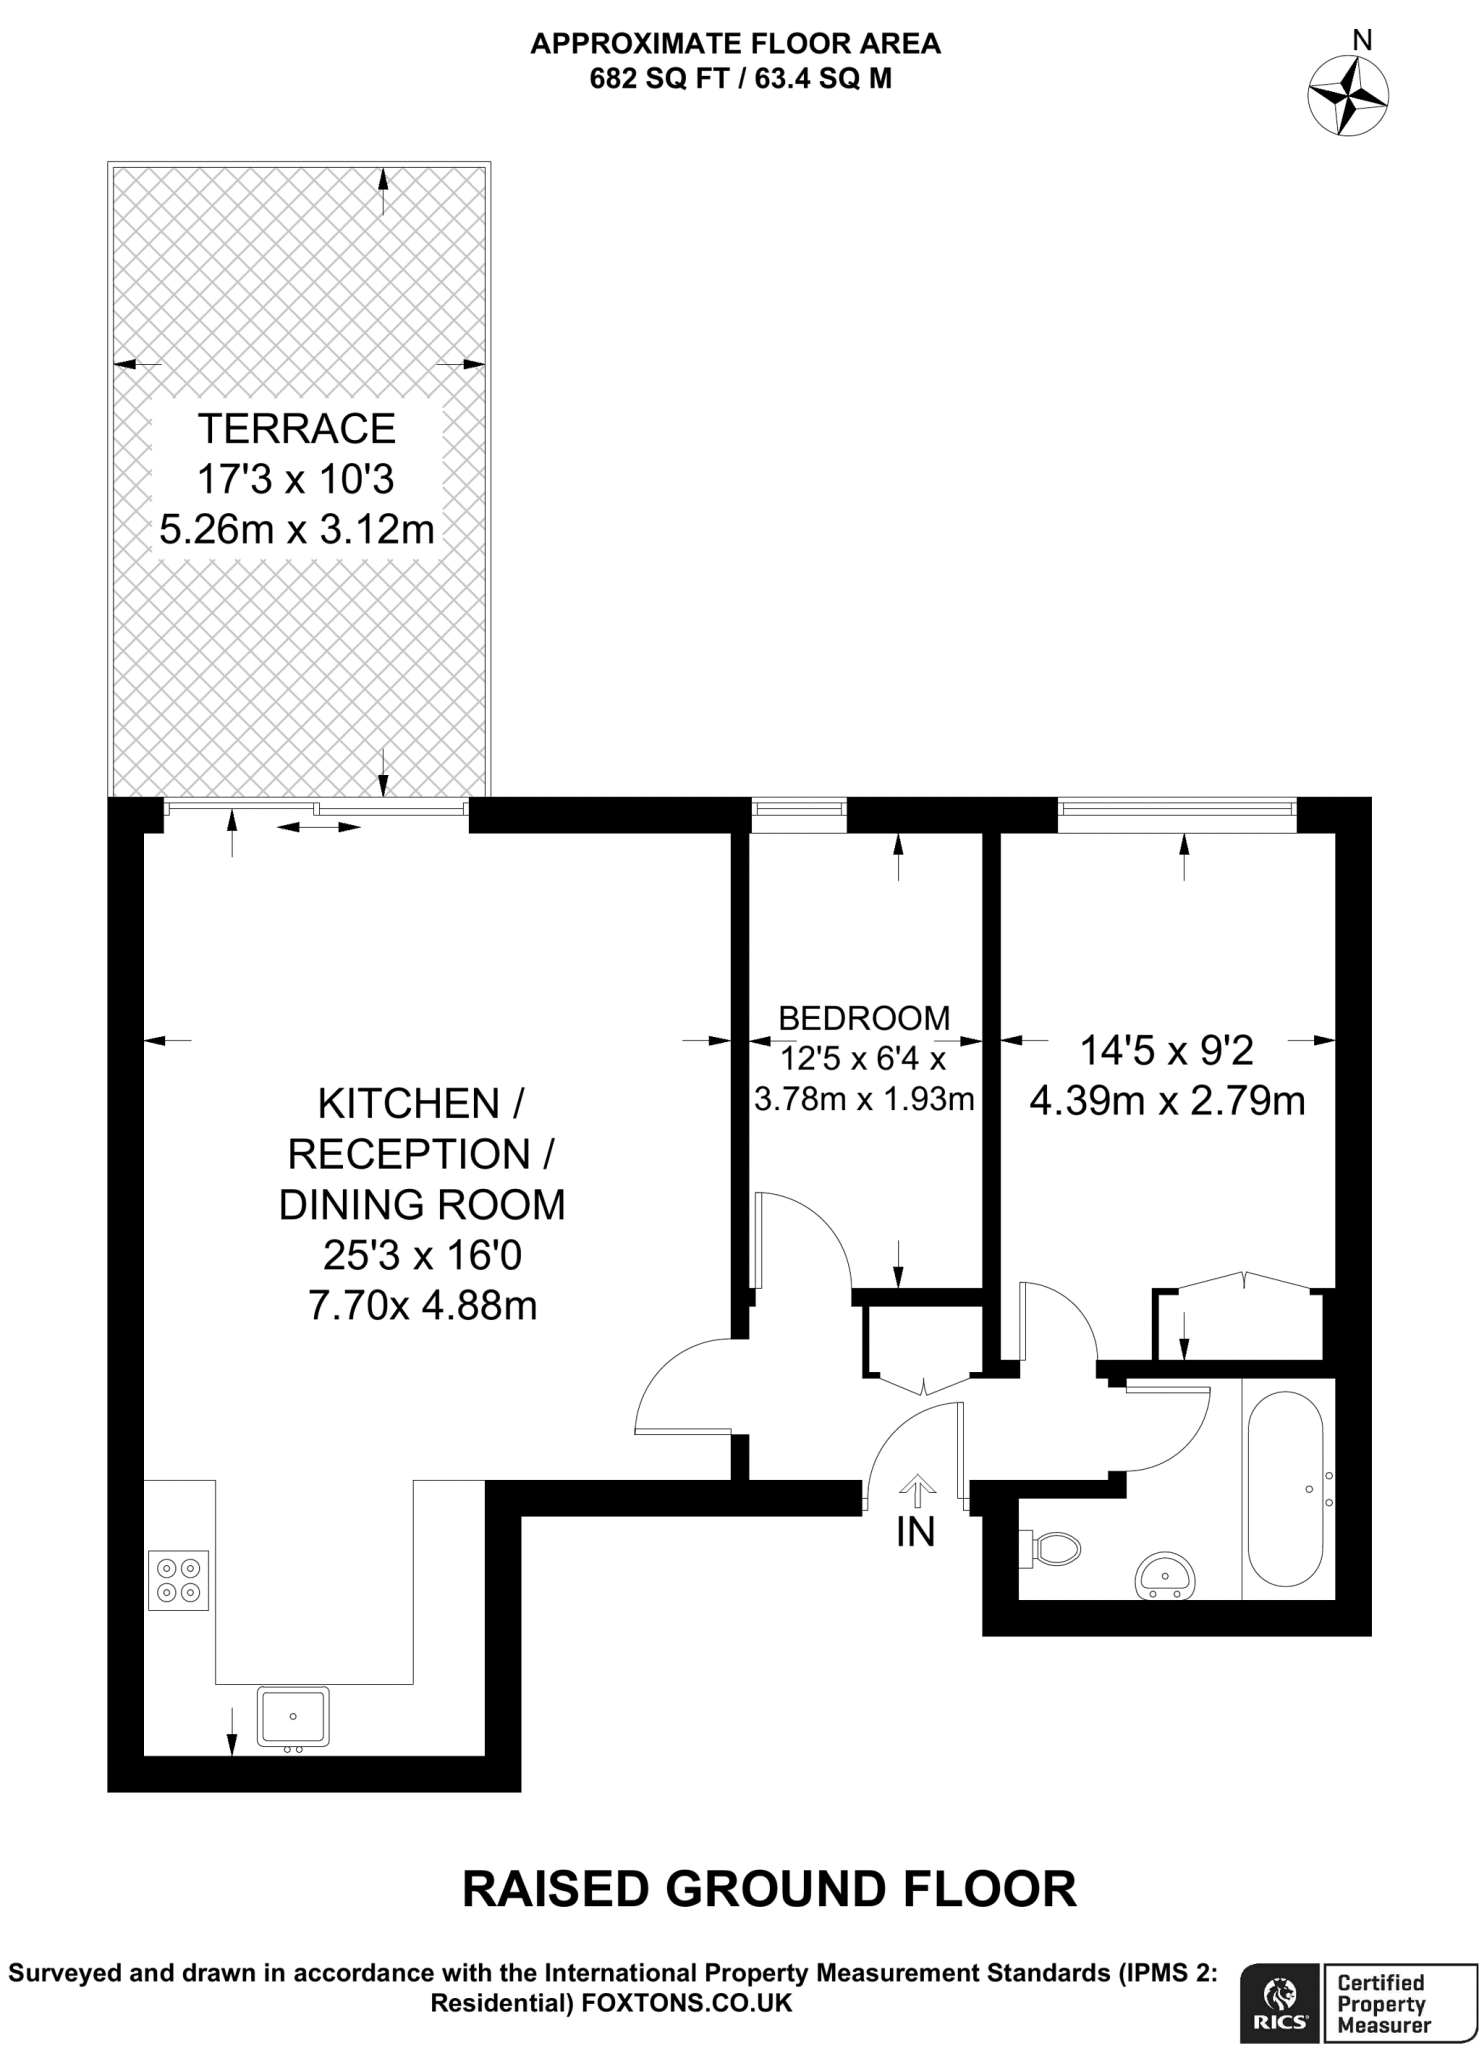 APPROXIMATE FLOOR AREA
682 SQ FT / 63.4 SQ M
N
TERRACE
17'3 x 10'3
5.26m x 3.12m
KITCHEN /
RECEPTION /
DINING ROOM
25'3 x 16'0
7.70x 4.88m
BEDROOM
12'5 x 6'4 x
3.78m x 1.93m
14'5 x 9'2
4.39m x 2.79m
IN
RAISED GROUND FLOOR
Surveyed and drawn in accordance with the International Property Measurement Standards (IPMS 2:
Residential) FOXTONS.CO.UK
RICS
Certified
Property
Measurer